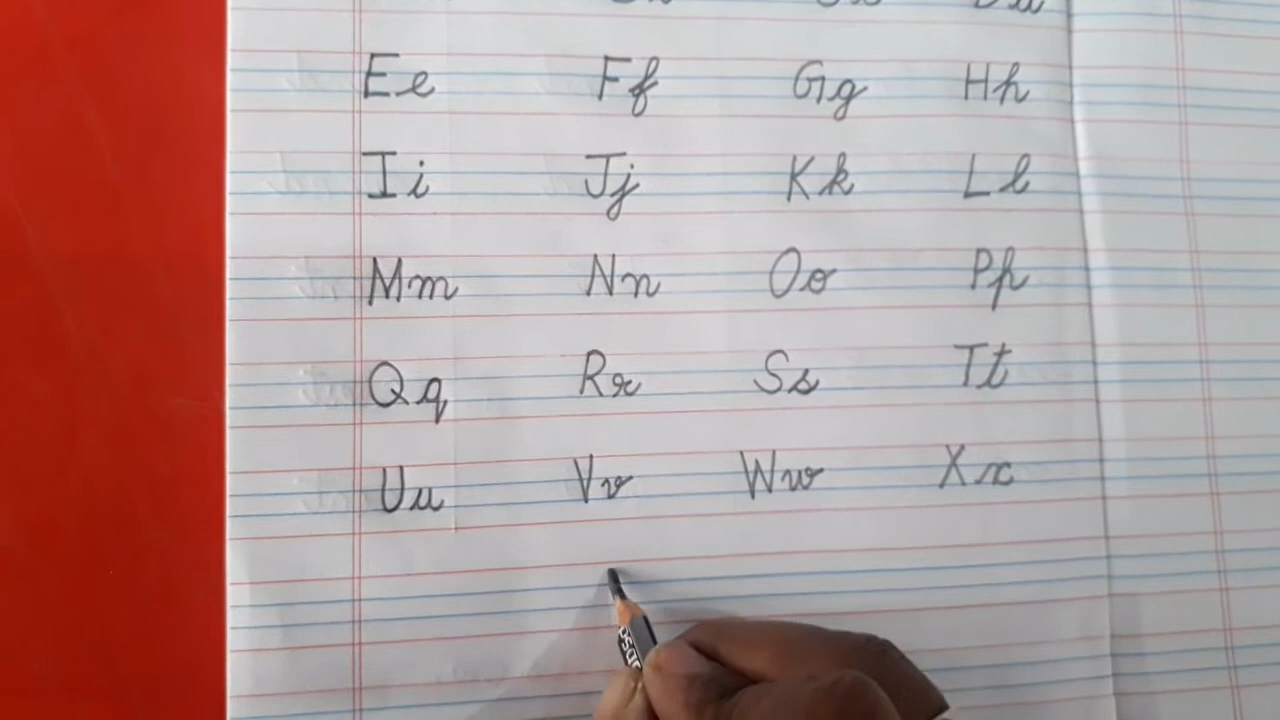 Ee Ff Gg Hh
Ii Jj Kk Ll
Mm Nn Oo Pp
Qq Rr Ss Tt
Uu Vv Ww Xx